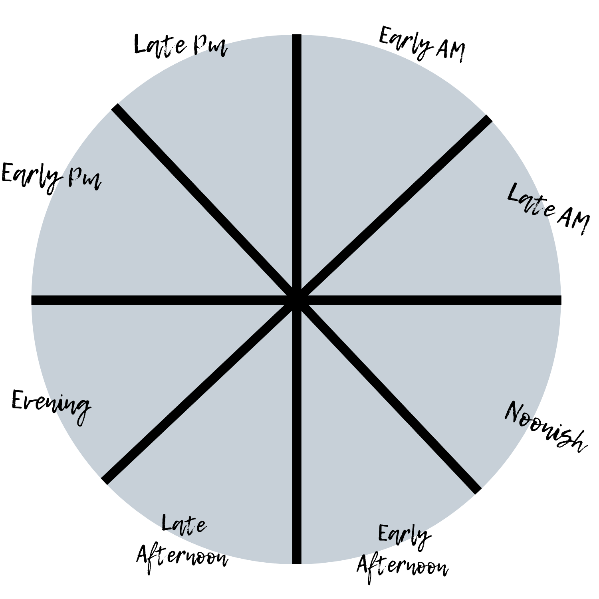 Late Pm
Early AM
Early Pm
Late AM
Evening
Noonish
Late
Afternoon
Early
Afternoon